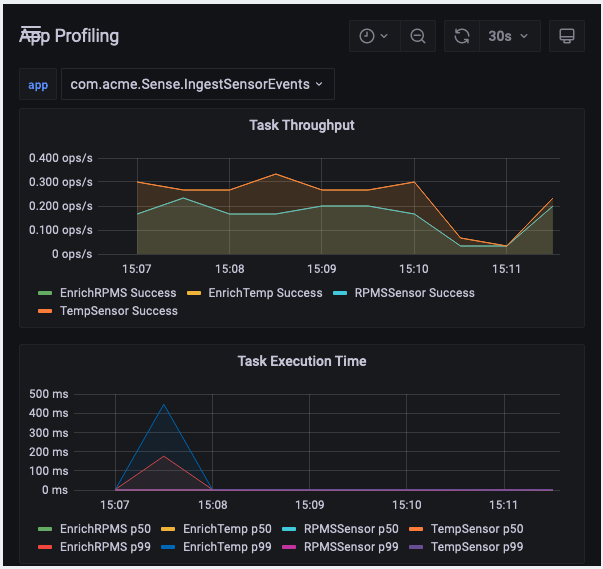 App Profiling
30s
app com.acme.Sense.IngestSensorEvents
Task Throughput
0.400 ops/s
0.300 ops/s
0.200 ops/s
0.100 ops/s
0 ops/s
15:07 15:08 15:09 15:10 15:11
EnrichRPMS Success EnrichTemp Success RPMSSensor Success
TempSensor Success
Task Execution Time
500 ms
400 ms
300 ms
200 ms
100 ms
0 ms
15:07 15:08 15:09 15:10 15:11
EnrichRPMS p50 EnrichTemp p50 RPMSSensor p50 TempSensor p50
EnrichRPMS p99 EnrichTemp p99 RPMSSensor p99 TempSensor p99